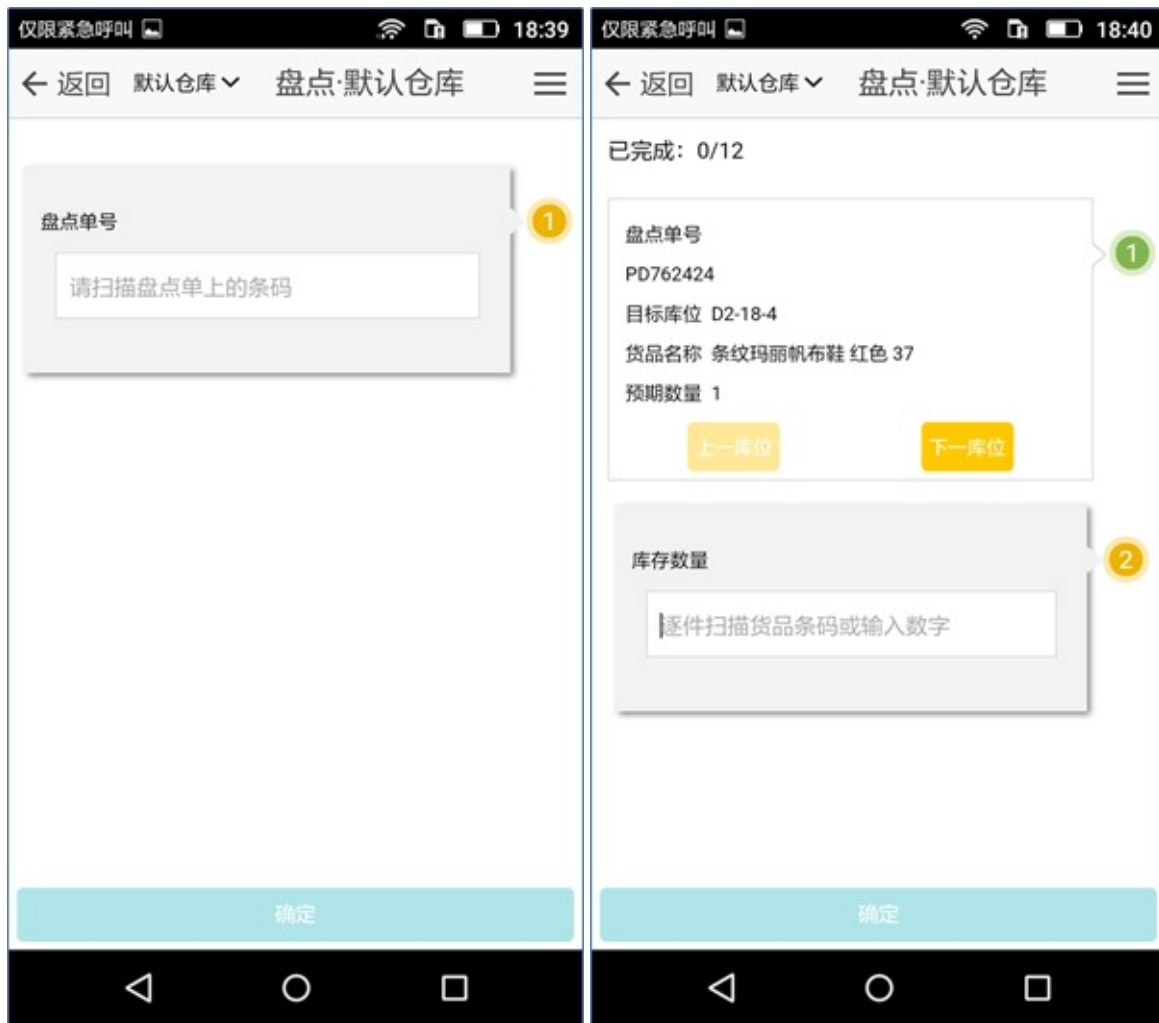 仅限紧急呼叫 18:39
返回 默认仓库 盘点·默认仓库
盘点单号
1
请扫描盘点单上的条码
确定
仅限紧急呼叫 18:40
返回 默认仓库 盘点·默认仓库
已完成：0/12
盘点单号
1
PD762424
目标库位 D2-18-4
货品名称 条纹玛丽帆布鞋 红色 37
预期数量 1
上一库位 下一库位
库存数量
2
逐件扫描货品条码或输入数字
确定